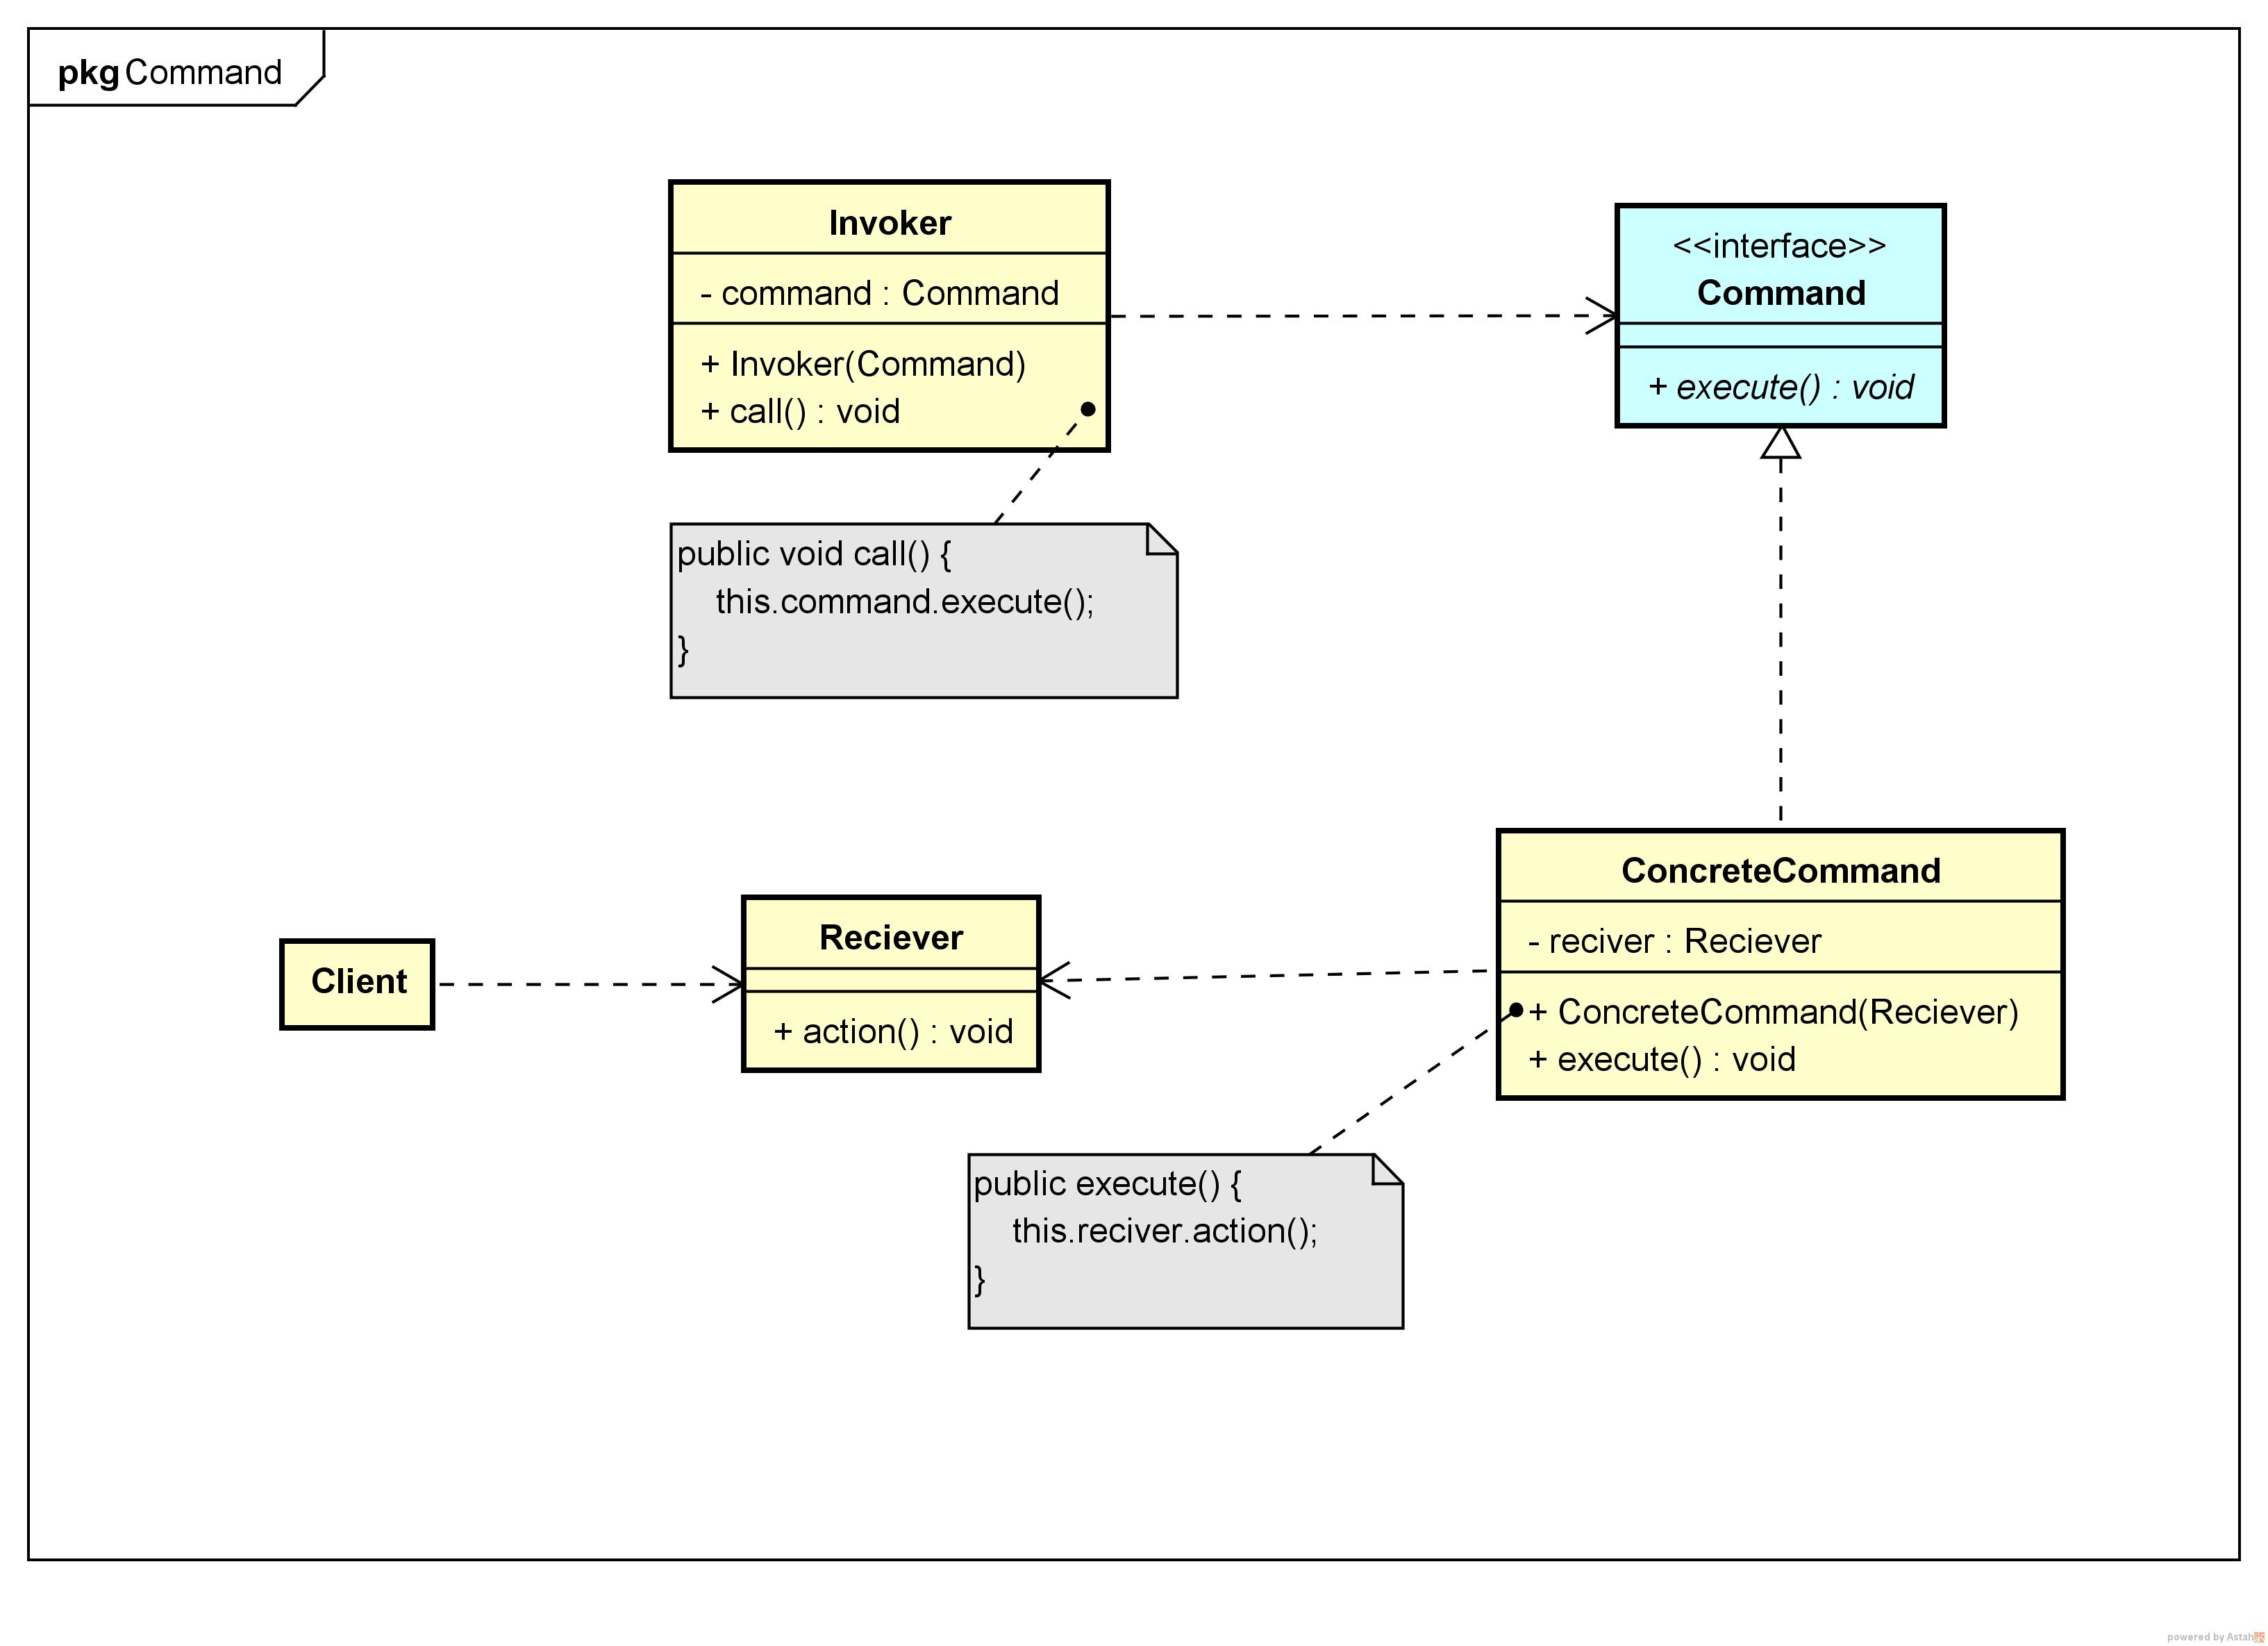 pkg Command
Invoker
- command : Command
+ Invoker(Command)
+ call() : void
<<interface>>
Command
+ execute() : void
public void call() {
this.command.execute();
}
Client
Reciever
+ action() : void
ConcreteCommand
- reciver : Reciever
+ ConcreteCommand(Reciever)
+ execute() : void
public execute() {
this.reciver.action();
}
powered by Astah